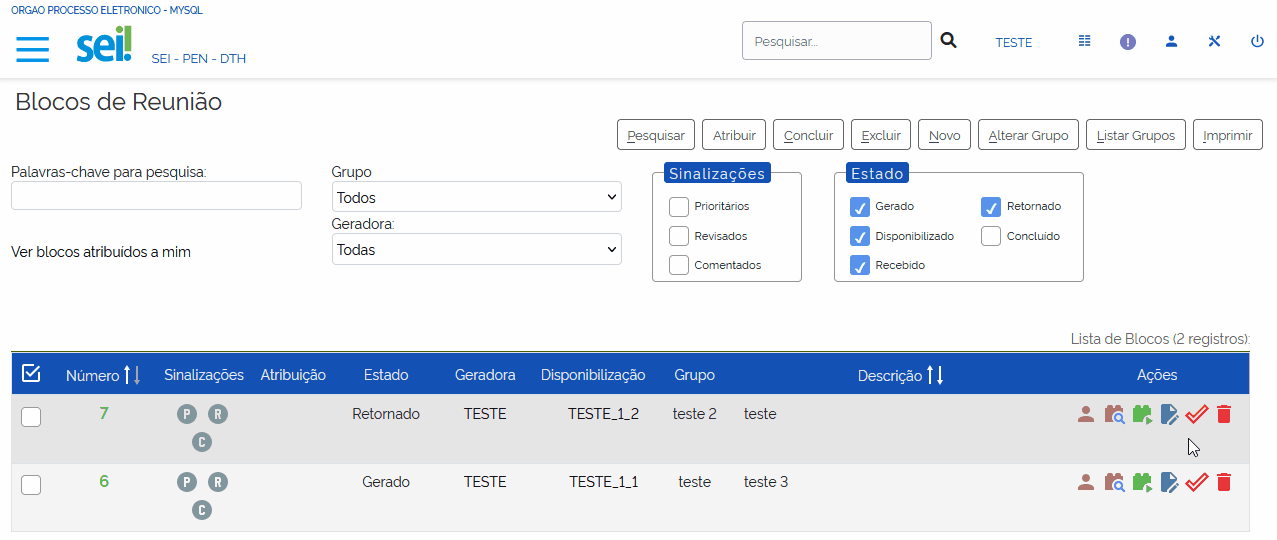 ORGAO PROCESSO ELETRONICO - MYSQL
sei! SEI - PEN - DTH Pesquisar... TESTE
Blocos de Reunião
Pesquisar Atribuir Concluir Excluir Novo Alterar Grupo Listar Grupos Imprimir
Palavras-chave para pesquisa:
Grupo
Todos
Geradora:
Todas
Ver blocos atribuídos a mim
Sinalizações
Prioritários
Revisados
Comentados
Estado
Gerado Retornado
Disponibilizado Concluído
Recebido
Lista de Blocos (2 registros):
Número Sinalizações Atribuição Estado Geradora Disponibilização Grupo Descrição Ações
7 P R Retornado TESTE TESTE_1_2 teste 2 teste
C
6 P R Gerado TESTE TESTE_1_1 teste teste 3
C